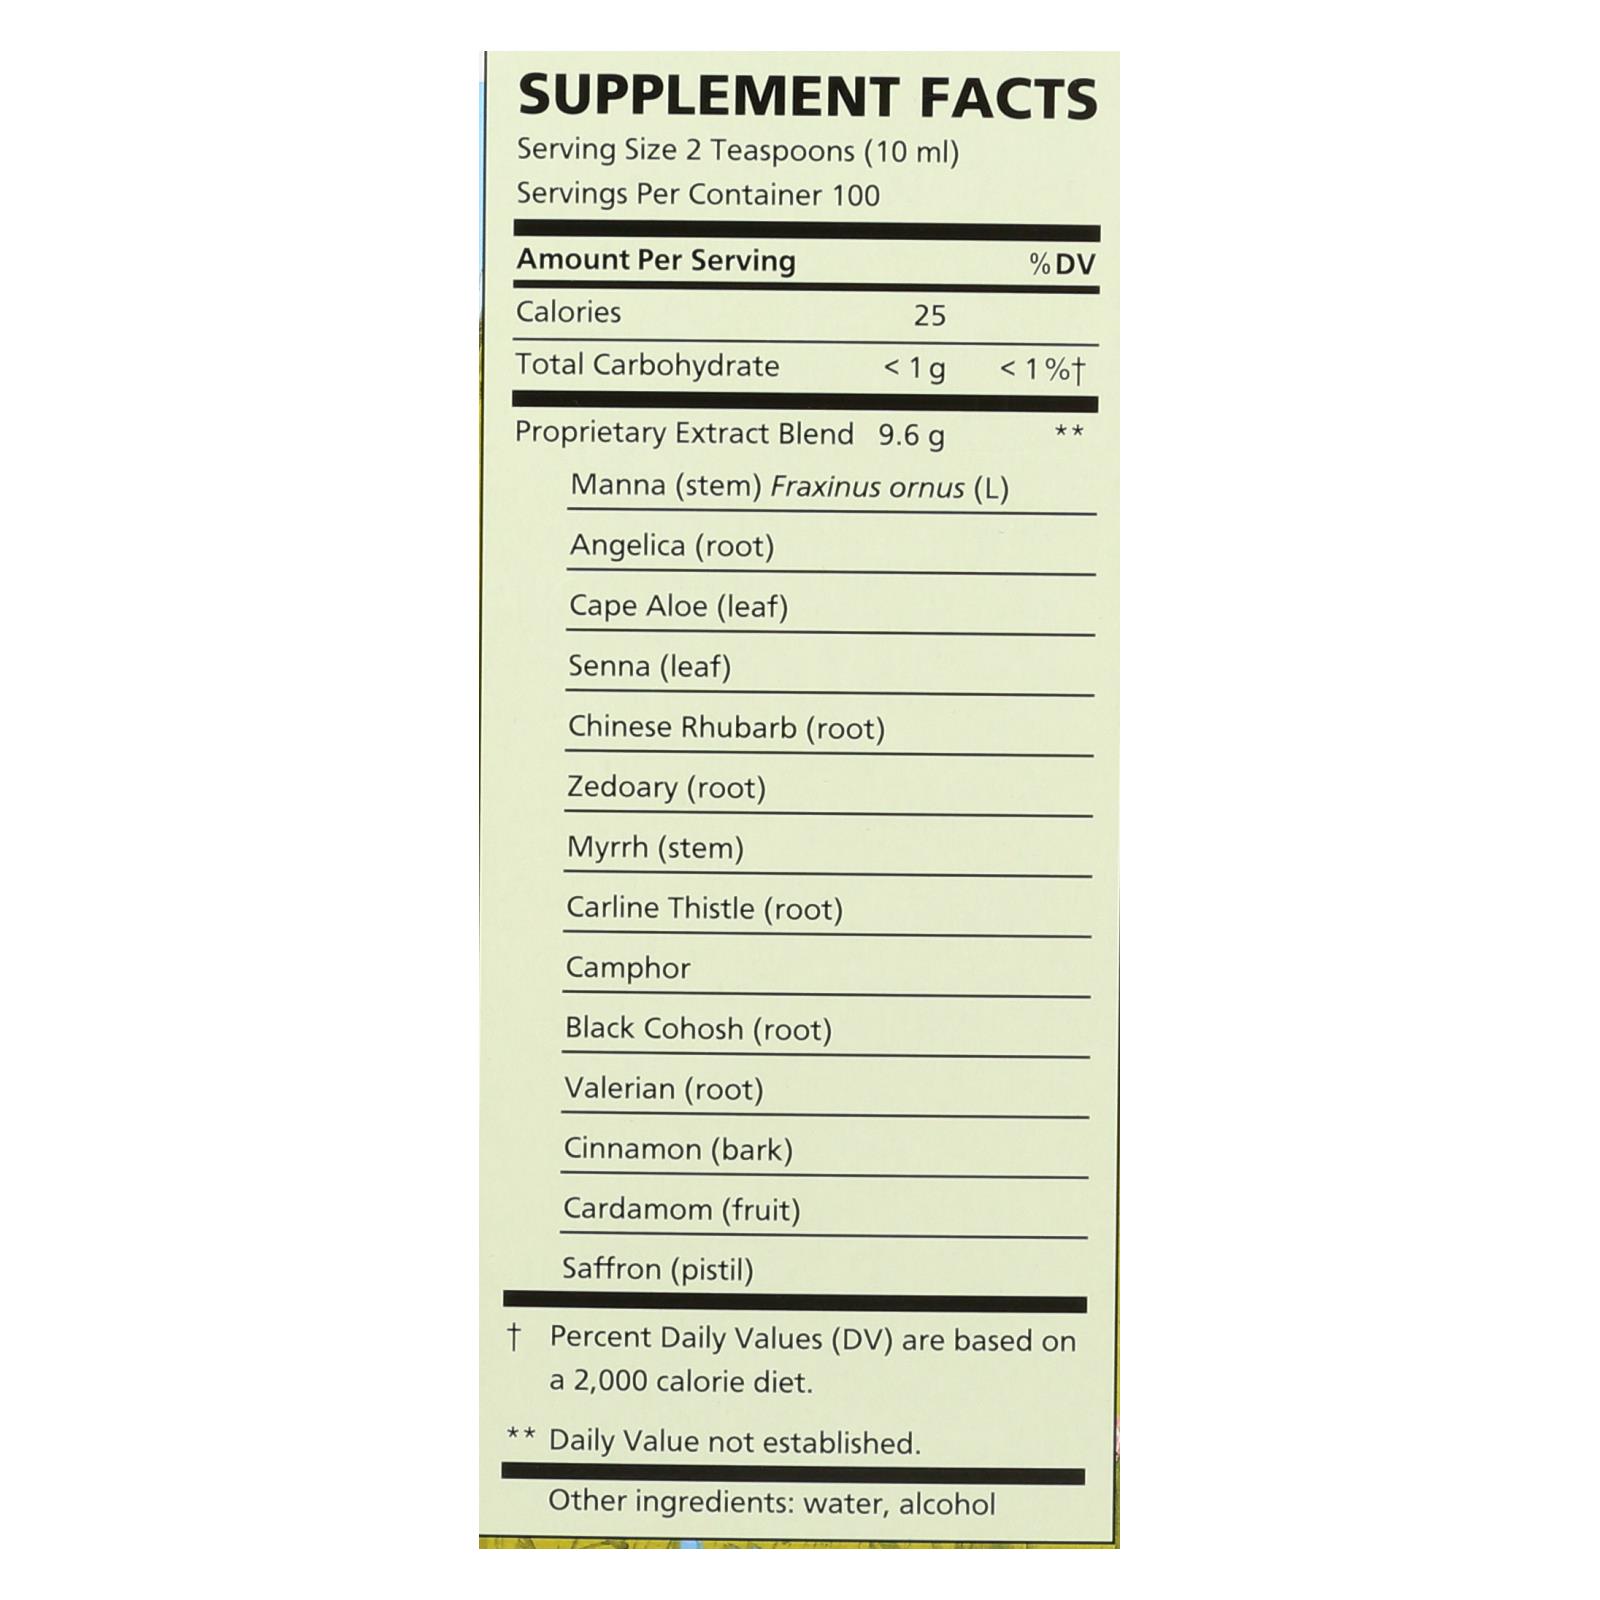 SUPPLEMENT FACTS
Serving Size 2 Teaspoons (10 ml)
Servings Per Container 100
Amount Per Serving %DV
Calories 25
Total Carbohydrate < 1 g < 1 %†
Proprietary Extract Blend 9.6 g **
Manna (stem) Fraxinus ornus (L)
Angelica (root)
Cape Aloe (leaf)
Senna (leaf)
Chinese Rhubarb (root)
Zedoary (root)
Myrrh (stem)
Carline Thistle (root)
Camphor
Black Cohosh (root)
Valerian (root)
Cinnamon (bark)
Cardamom (fruit)
Saffron (pistil)
† Percent Daily Values (DV) are based on
a 2,000 calorie diet.
** Daily Value not established.
Other ingredients: water, alcohol